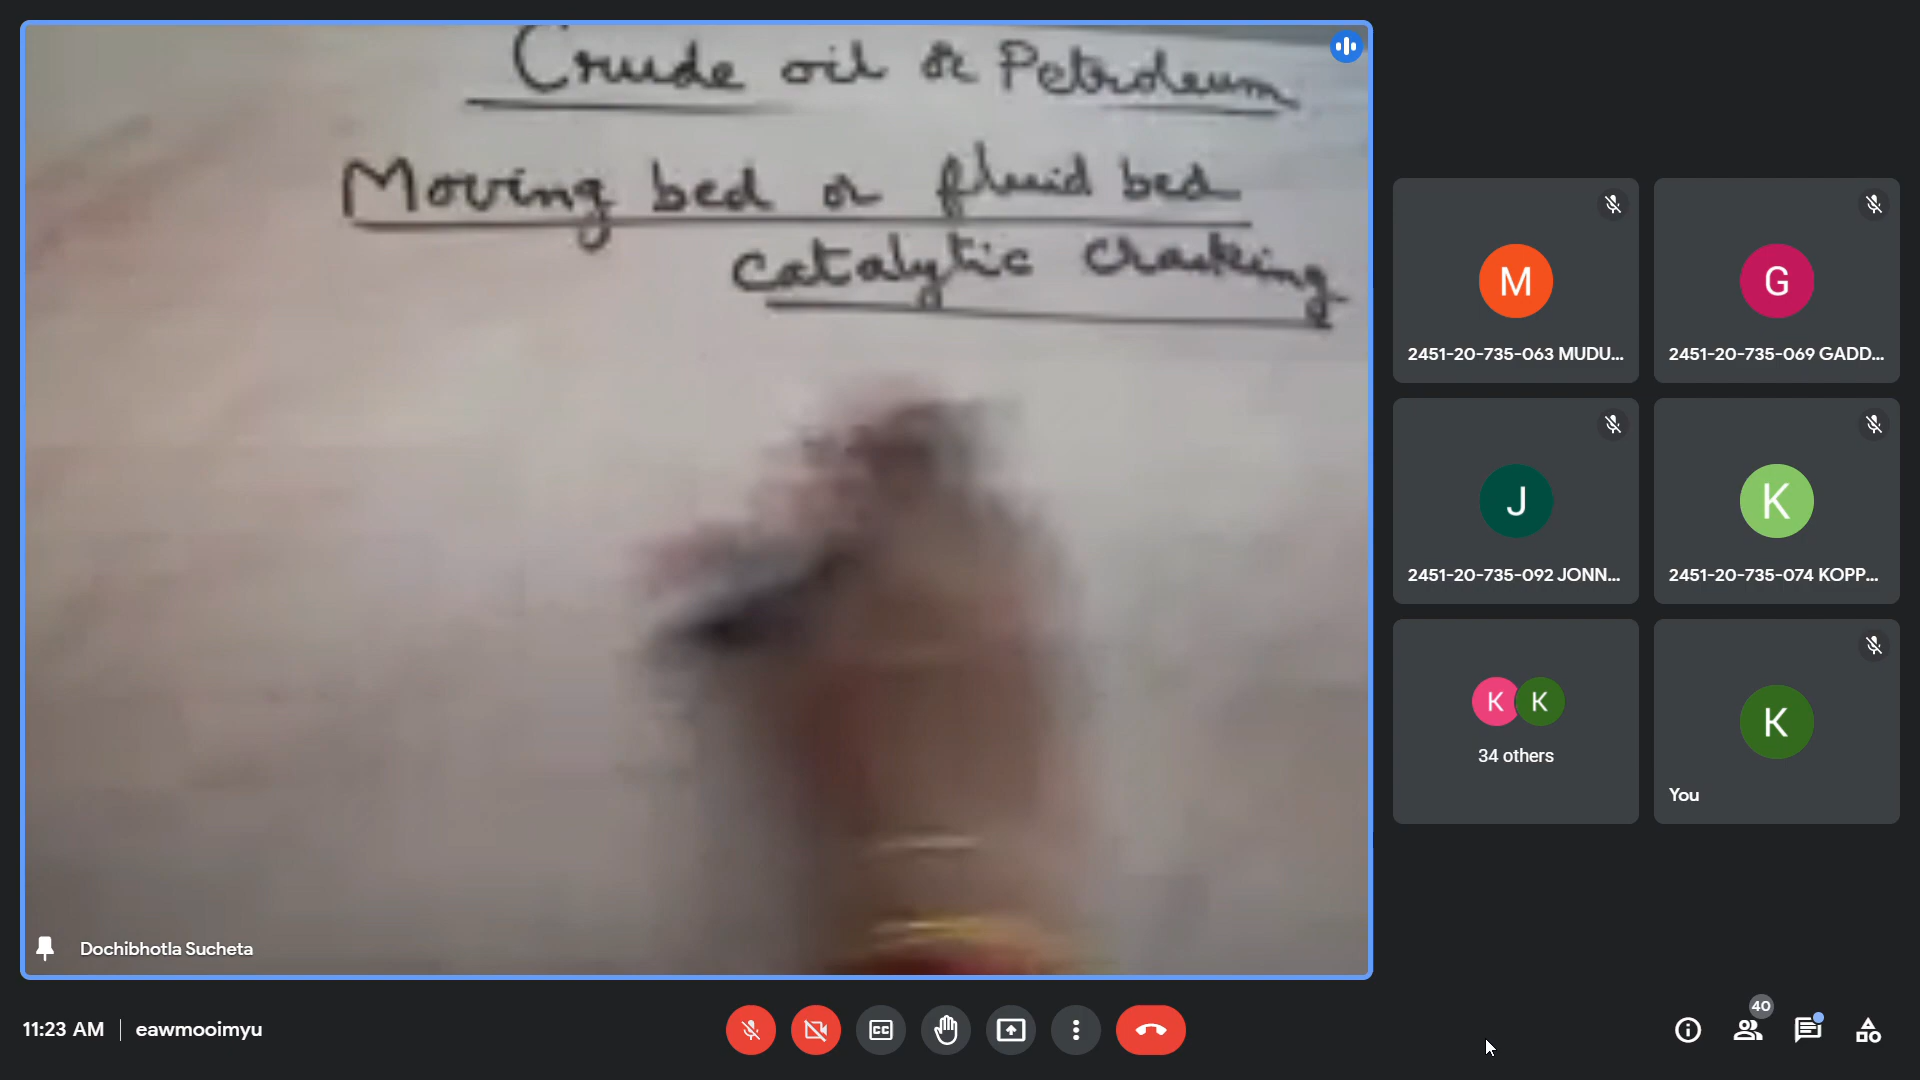 Crude oil or Petroleum
Moving bed or fluid bed
catalytic cracking
M
G
2451-20-735-063 MUDU...
2451-20-735-069 GADD...
J
K
2451-20-735-092 JONN...
2451-20-735-074 KOPP...
K K
34 others
K
You
Dochibhotla Sucheta
11:23 AM | eawmooimyu
CC
40